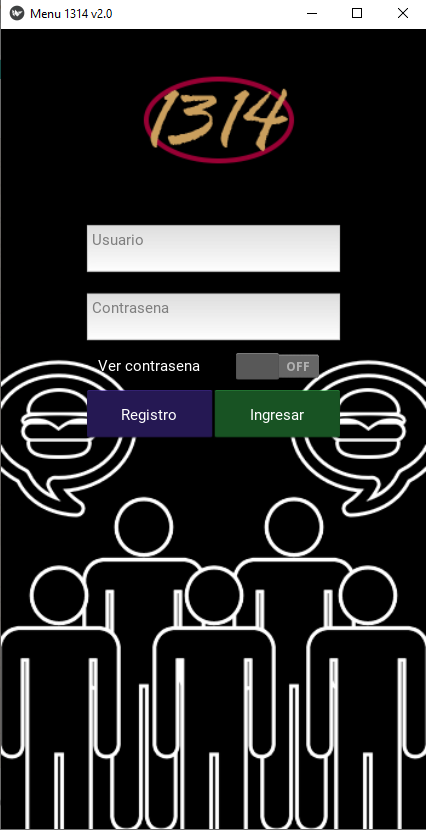 Menu 1314 v2.0
1314
Usuario
Contrasena
Ver contrasena OFF
Registro Ingresar